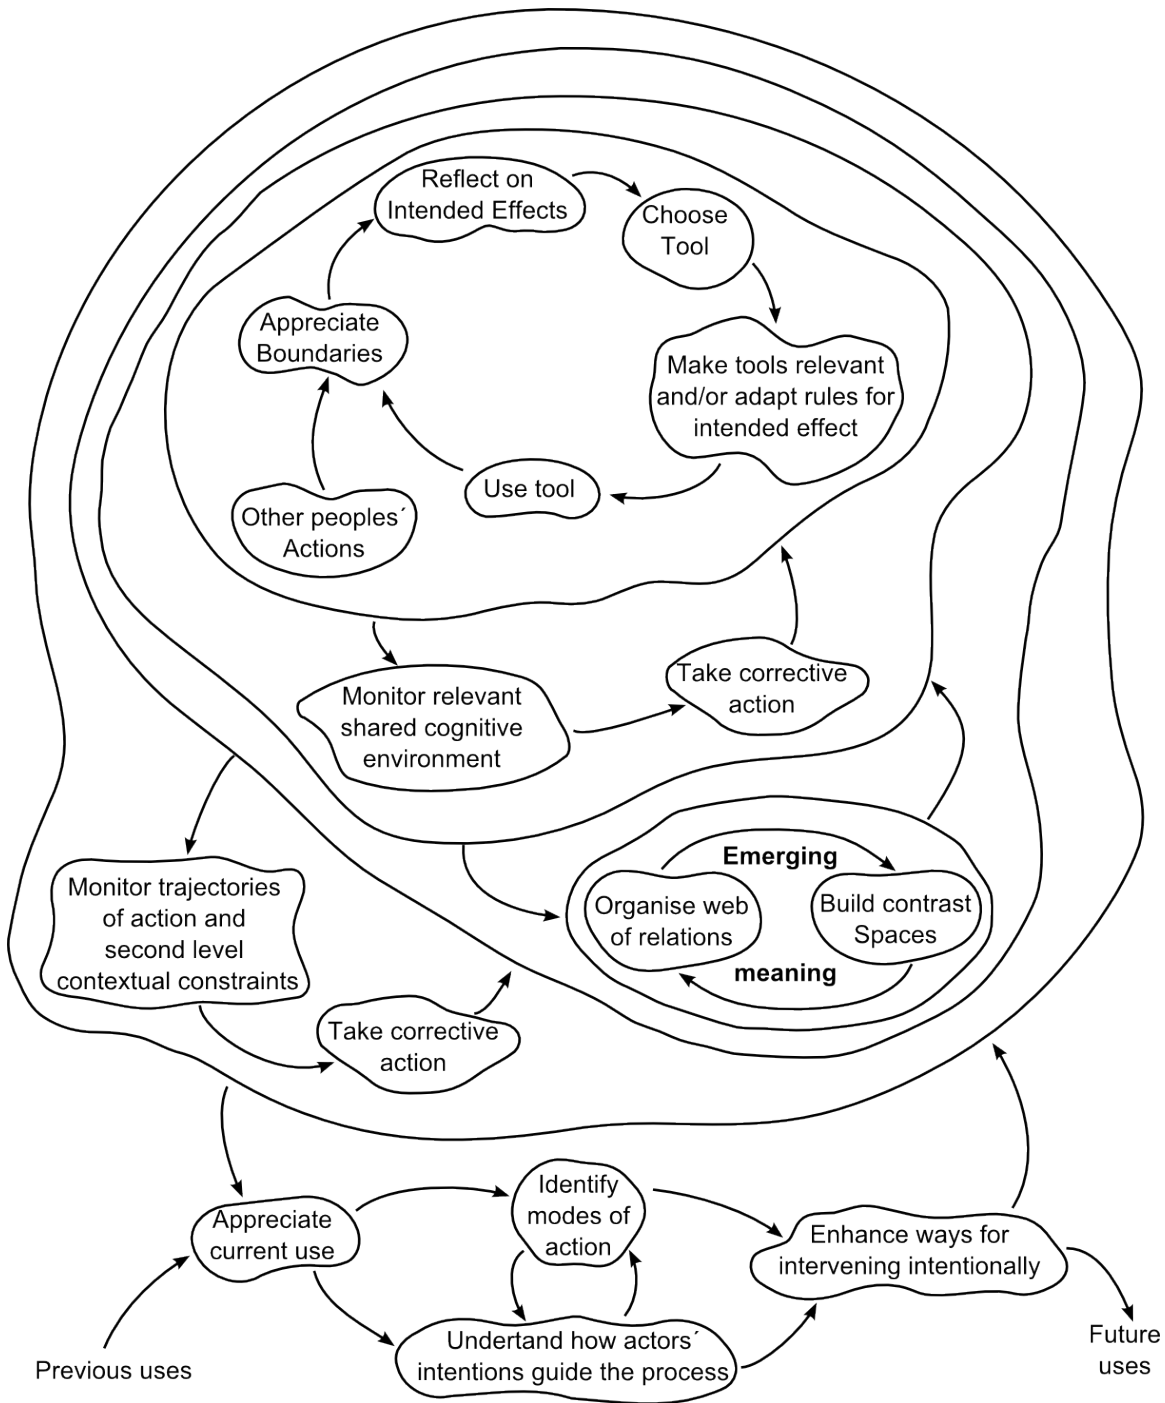 Reflect on
Intended Effects
Choose
Tool
Appreciate
Boundaries
Make tools relevant
and/or adapt rules for
intended effect
Use tool
Other peoples´
Actions
Monitor relevant
shared cognitive
environment
Take corrective
action
Emerging
Organise web
of relations
Build contrast
Spaces
meaning
Monitor trajectories
of action and
second level
contextual constraints
Take corrective
action
Identify
modes of
action
Appreciate
current use
Enhance ways for
intervening intentionally
Undertand how actors´
intentions guide the process
Previous uses
Future
uses